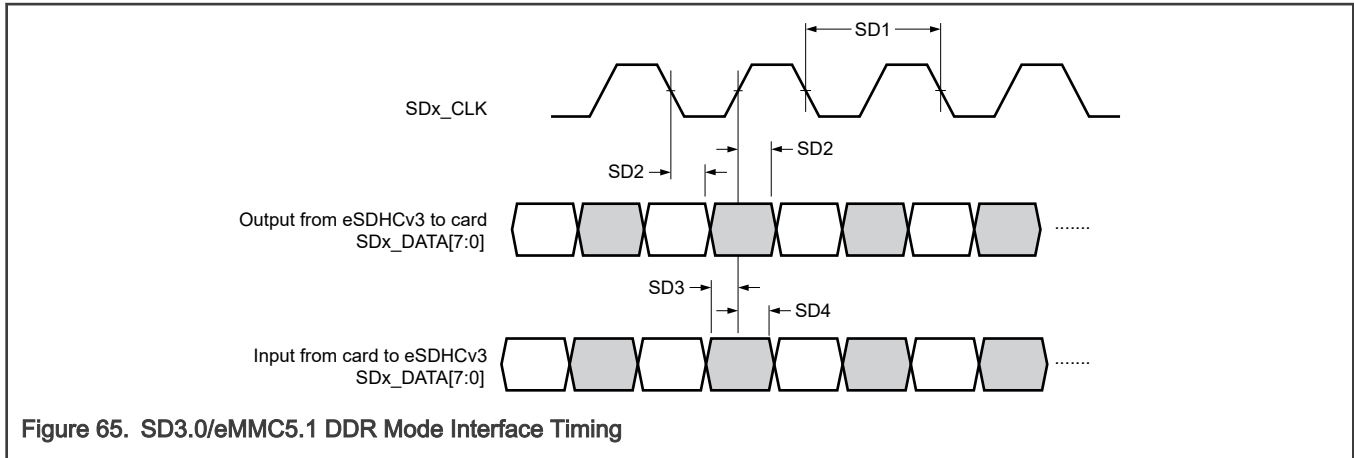 SD1
SDx_CLK
SD2
SD2
Output from eSDHCv3 to card
SDx_DATA[7:0]
.......
SD3
SD4
Input from card to eSDHCv3
SDx_DATA[7:0]
.......
Figure 65. SD3.0/eMMC5.1 DDR Mode Interface Timing